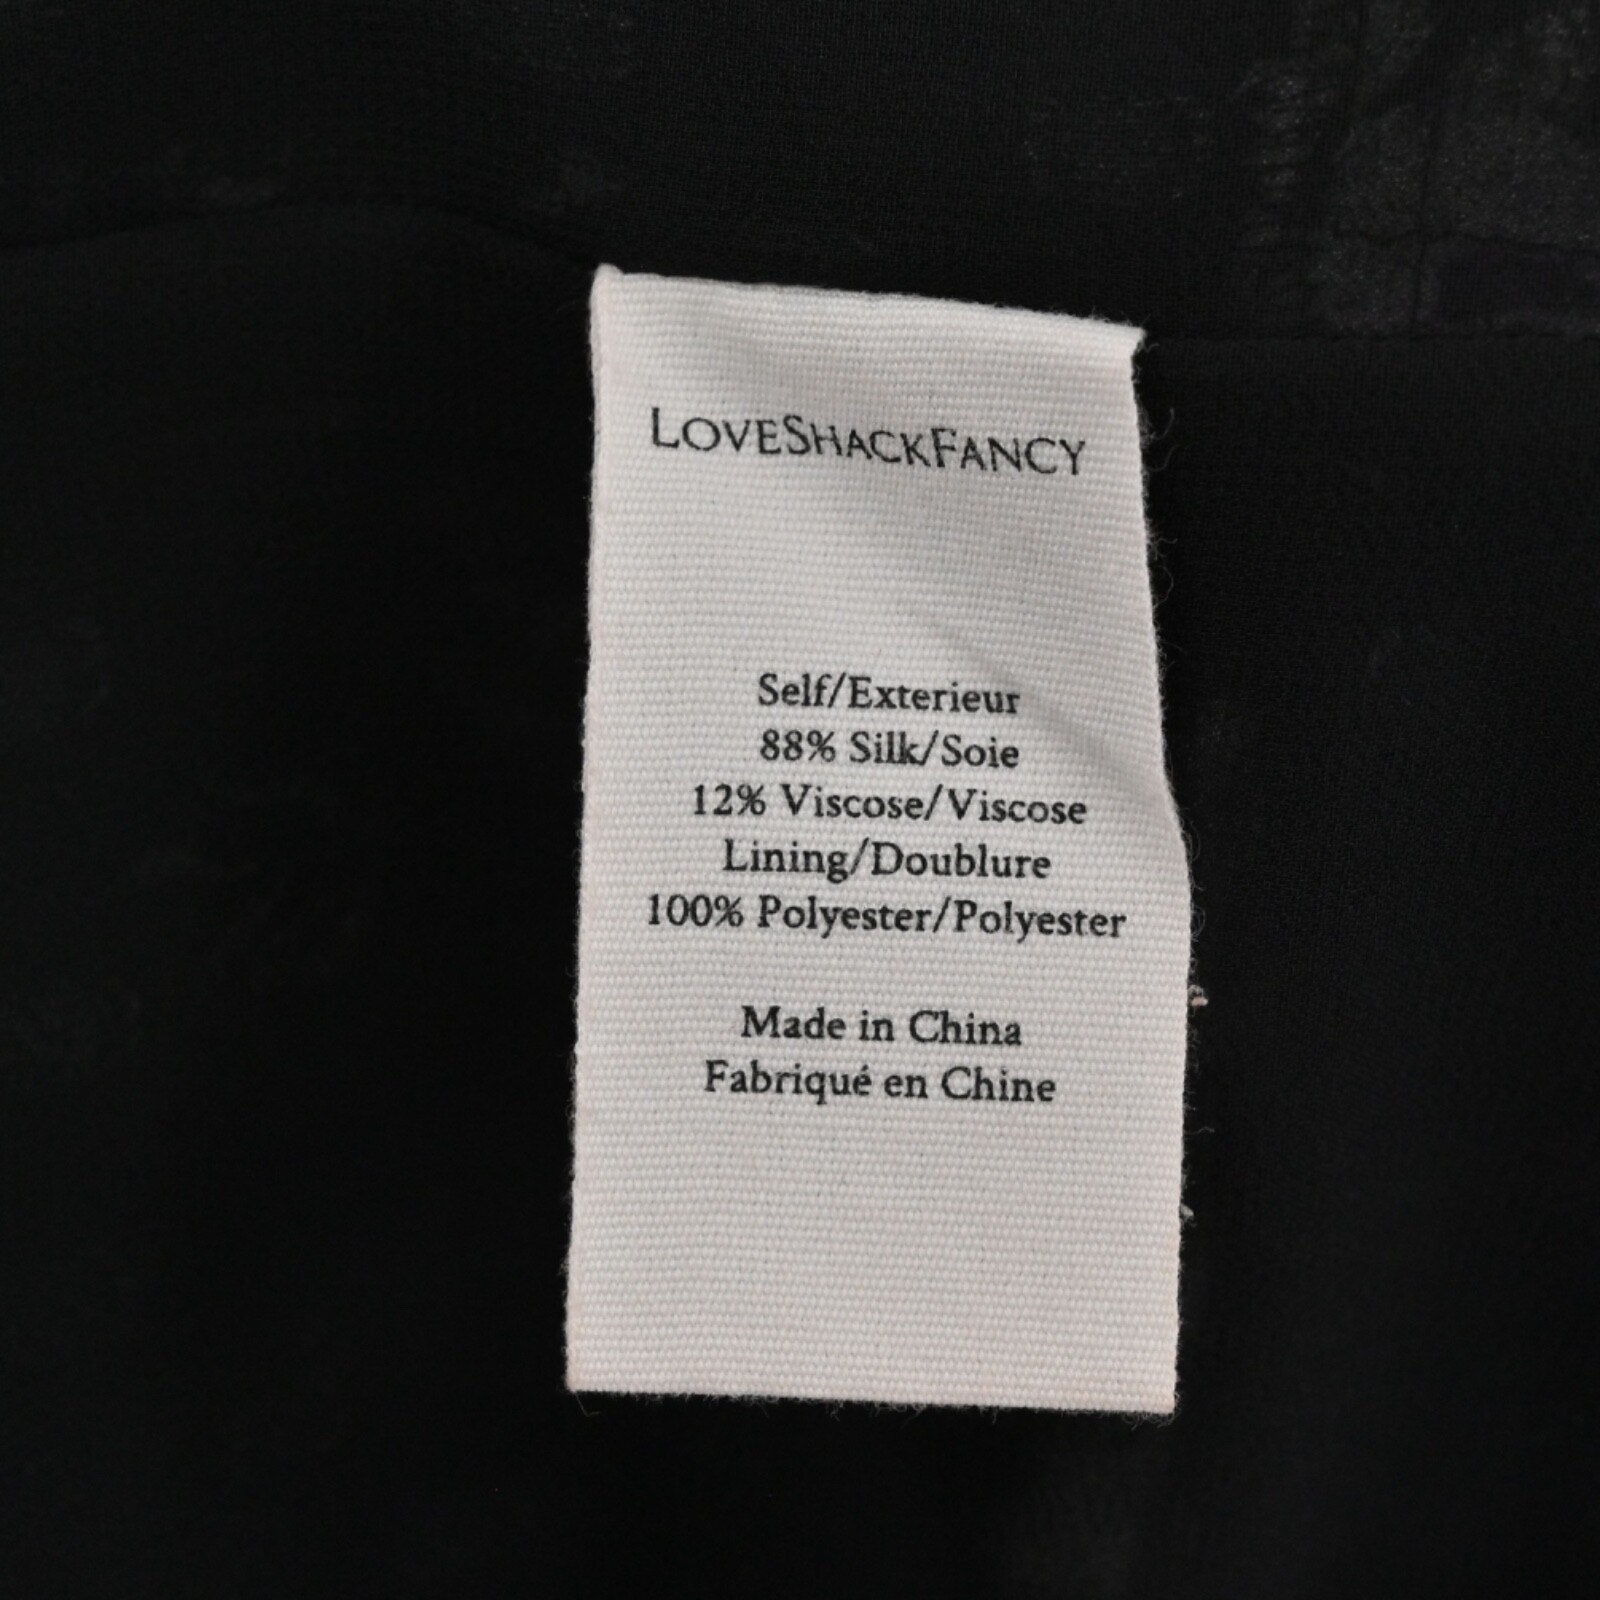 LOVESHACKFANCY
Self/Exterieur
88% Silk/Soie
12% Viscose/Viscose
Lining/Doublure
100% Polyester/Polyester
Made in China
Fabriqué en Chine